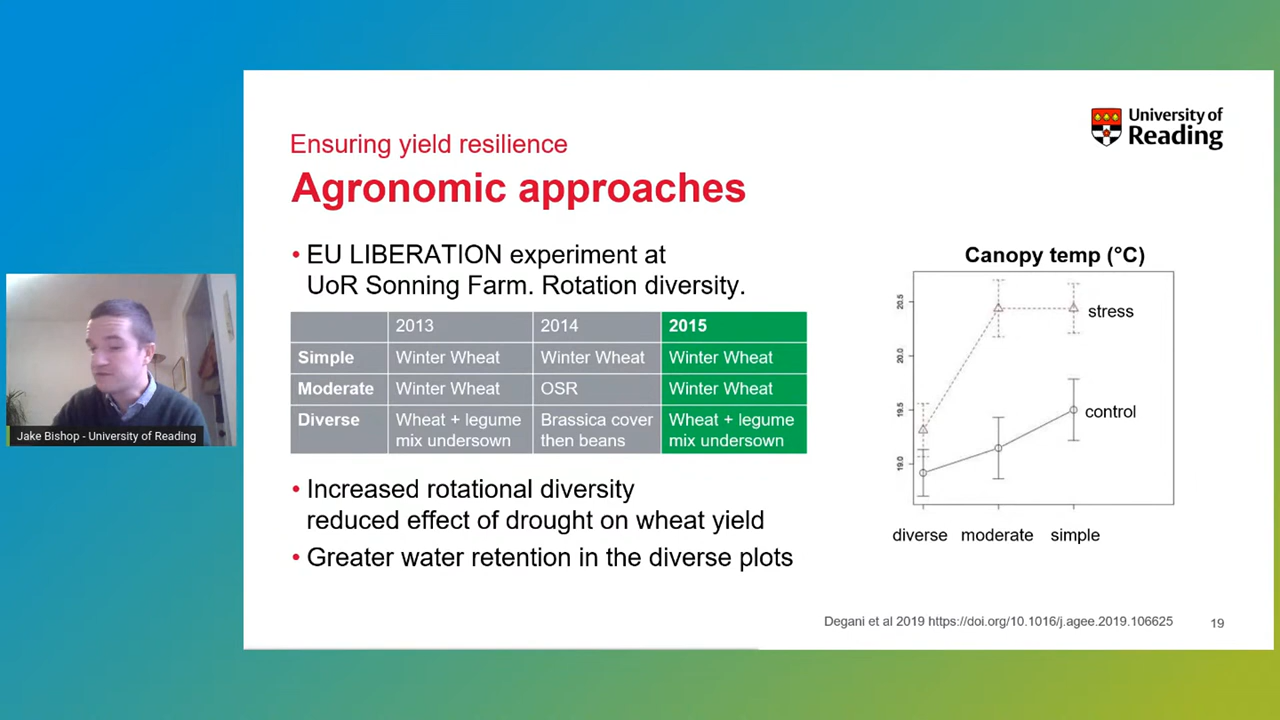 University of
Reading
Ensuring yield resilience
Agronomic approaches
• EU LIBERATION experiment at
UoR Sonning Farm. Rotation diversity.
2013 2014 2015
Simple Winter Wheat Winter Wheat Winter Wheat
Moderate Winter Wheat OSR Winter Wheat
Diverse Wheat + legume Brassica cover Wheat + legume
mix undersown then beans mix undersown
• Increased rotational diversity
reduced effect of drought on wheat yield
• Greater water retention in the diverse plots
Canopy temp (°C)
20.5
20.0
19.5
19.0
stress
control
diverse moderate simple
Jake Bishop - University of Reading
Degani et al 2019 https://doi.org/10.1016/j.agee.2019.106625
19